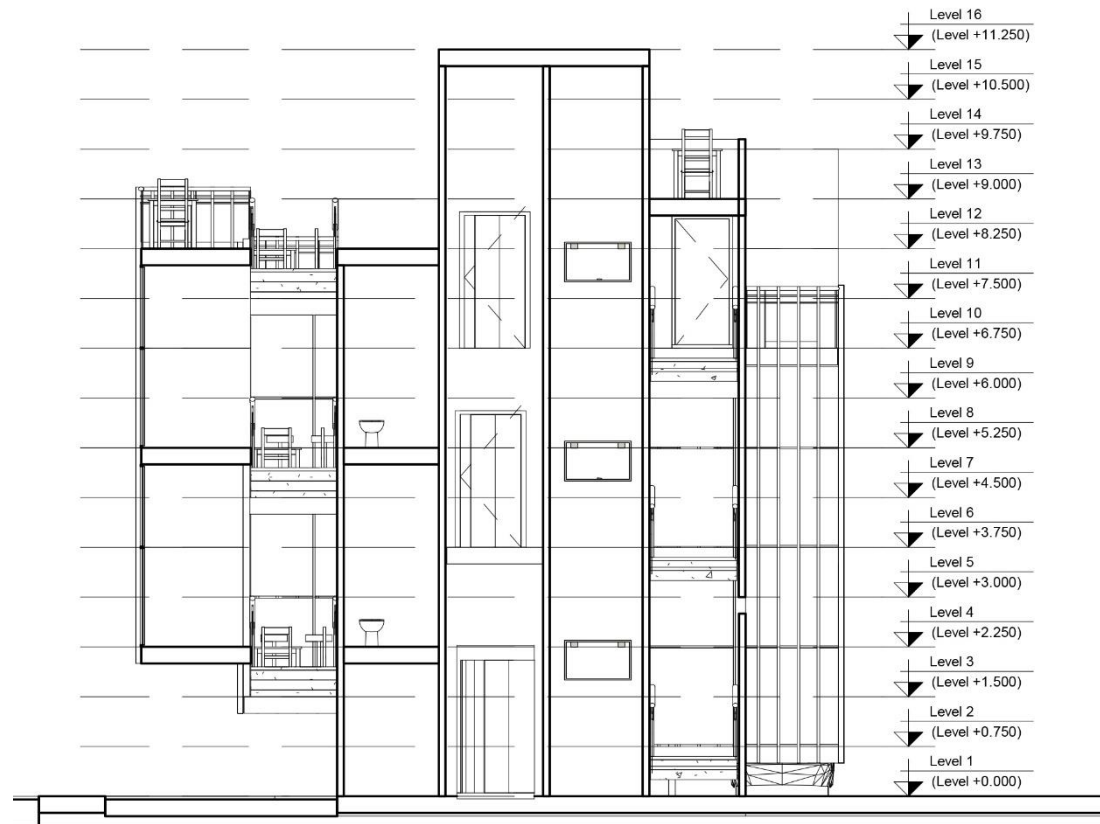 Level 16
(Level +11.250)
Level 15
(Level +10.500)
Level 14
(Level +9.750)
Level 13
(Level +9.000)
Level 12
(Level +8.250)
Level 11
(Level +7.500)
Level 10
(Level +6.750)
Level 9
(Level +6.000)
Level 8
(Level +5.250)
Level 7
(Level +4.500)
Level 6
(Level +3.750)
Level 5
(Level +3.000)
Level 4
(Level +2.250)
Level 3
(Level +1.500)
Level 2
(Level +0.750)
Level 1
(Level +0.000)